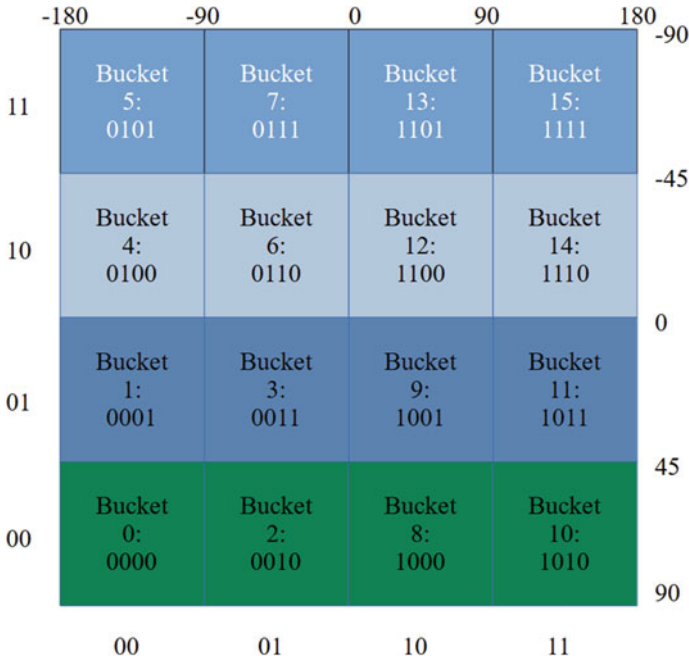 -180 -90 0 90 180
-90
Bucket Bucket Bucket Bucket
11 5: 7: 13: 15:
0101 0111 1101 1111
-45
Bucket Bucket Bucket Bucket
10 4: 6: 12: 14:
0100 0110 1100 1110
0
Bucket Bucket Bucket Bucket
01 1: 3: 9: 11:
0001 0011 1001 1011
45
Bucket Bucket Bucket Bucket
00 0: 2: 8: 10:
0000 0010 1000 1010
90
00 01 10 11